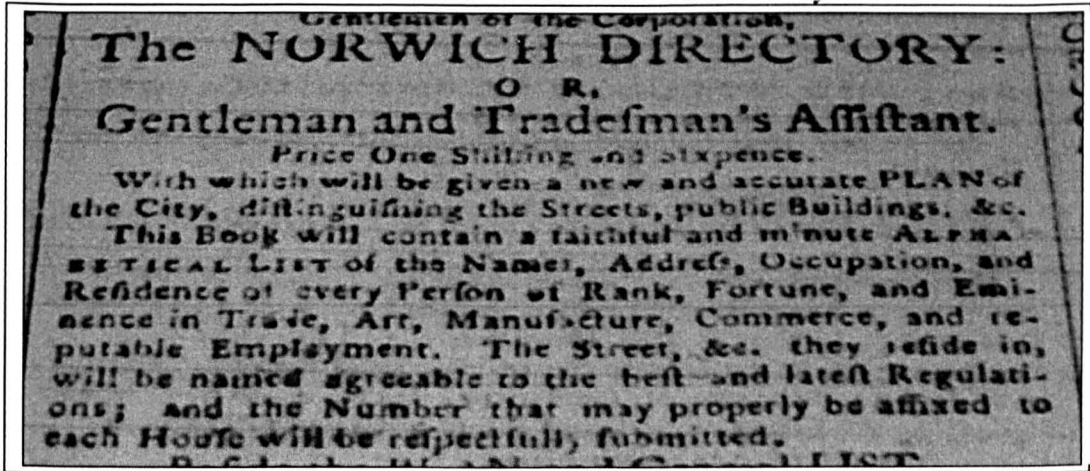 Gentlemen of the Corporation,
The NORWICH DIRECTORY:
O R,
Gentleman and Tradeſman's Aſſiſtant.
Price One Shilling and Sixpence.
With which will be given a new and accurate PLAN of
the City, diſtinguiſhing the Streets, public Buildings, &c.
This Book will contain a faithful and minute ALPHA-
BETICAL LIST of the Names, Addreſs, Occupation, and
Reſidence of every Perſon of Rank, Fortune, and Emi-
nence in Trade, Art, Manufacture, Commerce, and re-
putable Employment. The Street, &c. they reſide in,
will be named agreeable to the beſt and lateſt Regulati-
ons; and the Number that may properly be affixed to
each Houſe will be reſpectfully ſubmitted.
LIST